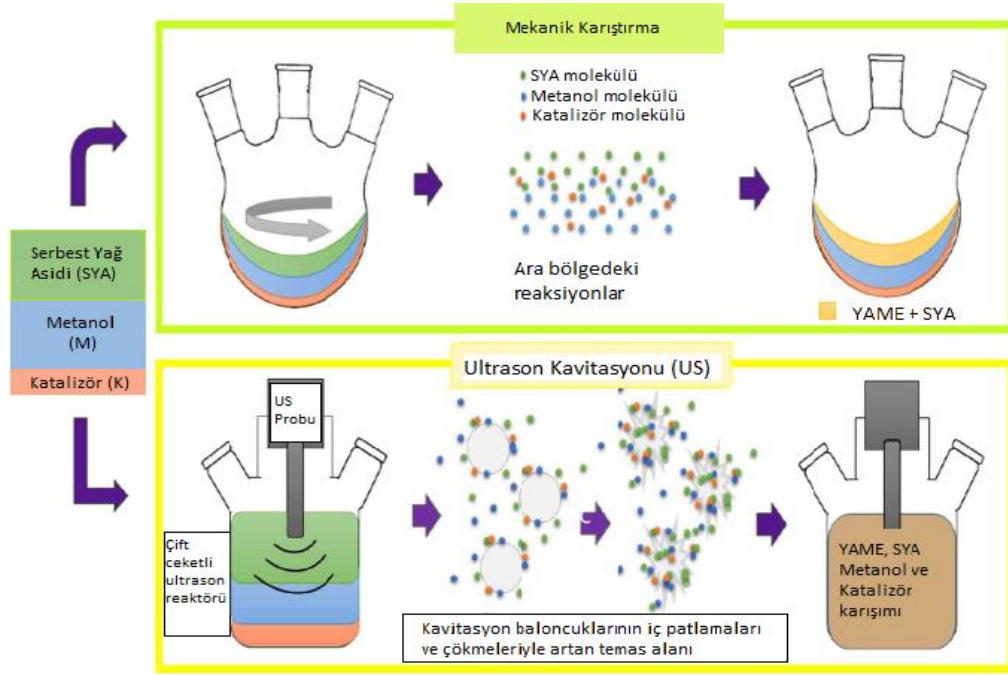 Mekanik Karıştırma
SYA molekülü
Metanol molekülü
Katalizör molekülü
Ara bölgedeki
reaksiyonlar
YAME + SYA
Serbest Yağ
Asidi (SYA)
Metanol
(M)
Katalizör (K)
Ultrason Kavitasyonu (US)
US
Probu
Çift
ceketli
ultrason
reaktörü
Kavitasyon baloncuklarının iç patlamaları
ve çökmeleriyle artan temas alanı
YAME, SYA
Metanol ve
Katalizör
karışımı